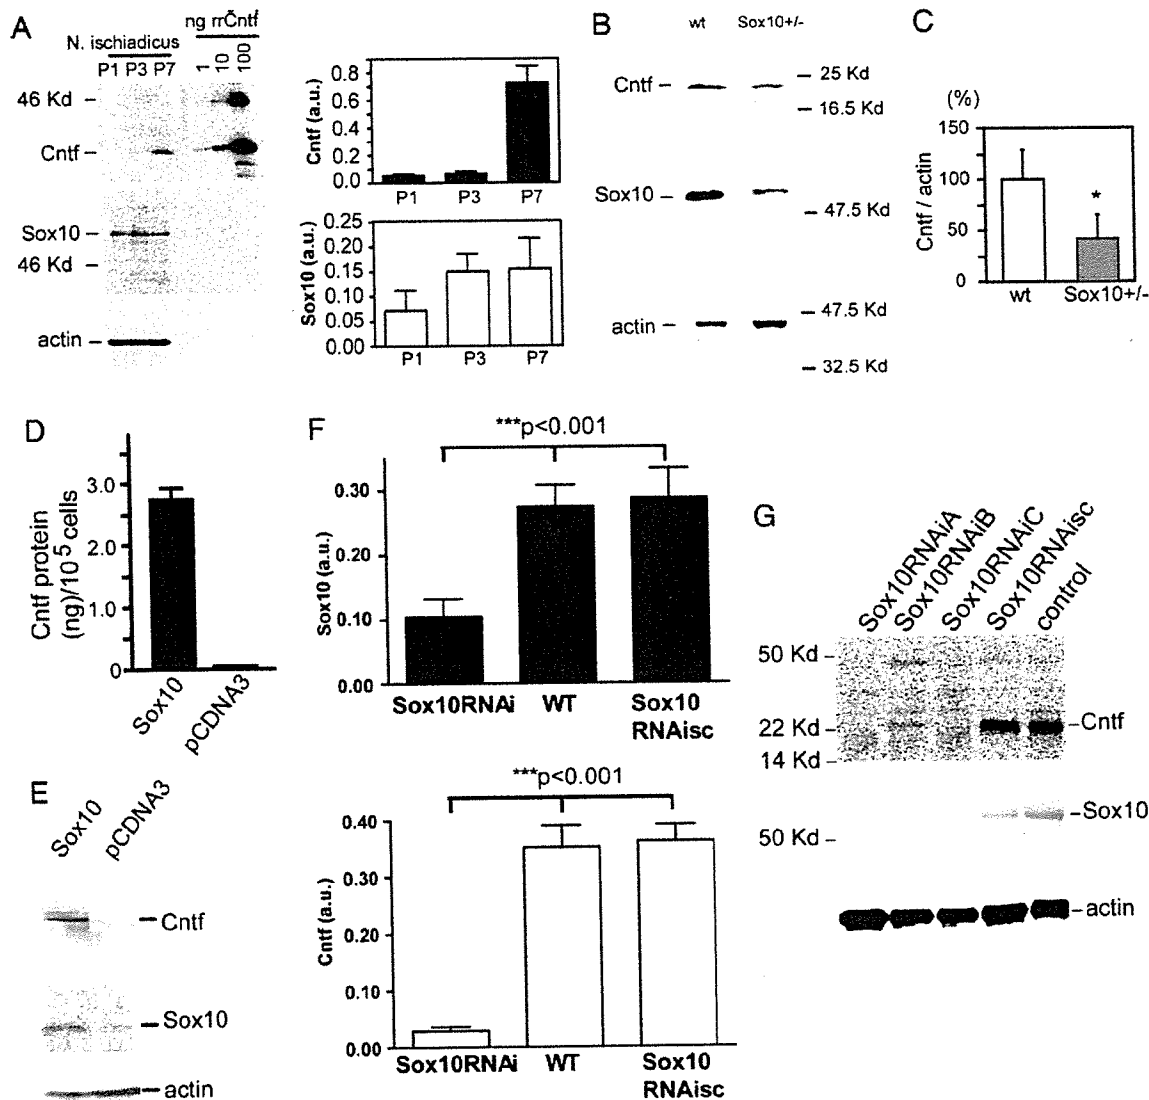 A
N. ischiadicus
ng rrCntf
P1 P3 P7
1 10 100
46 Kd
Cntf
Sox10
46 Kd
actin
Cntf (a.u.)
0.8
0.6
0.4
0.2
0.0
P1 P3 P7
Sox10 (a.u.)
0.25
0.20
0.15
0.10
0.05
0.00
P1 P3 P7
B
wt Sox10+/-
Cntf
25 Kd
16.5 Kd
Sox10
47.5 Kd
actin
47.5 Kd
32.5 Kd
C
(%)
Cntf / actin
150
100
50
0
*
wt Sox10+/-
D
Cntf protein
(ng)/10⁵ cells
3.0
2.0
1.0
0
Sox10
pCDNA3
E
Sox10
pCDNA3
Cntf
Sox10
actin
F
***p<0.001
Sox10 (a.u.)
0.30
0.20
0.10
0.00
Sox10RNAi WT Sox10
RNAisc
***p<0.001
Cntf (a.u.)
0.40
0.30
0.20
0.10
0.00
Sox10RNAi WT Sox10
RNAisc
G
Sox10RNAiA
Sox10RNAiB
Sox10RNAiC
Sox10RNAisc
control
50 Kd
22 Kd
14 Kd
Cntf
Sox10
50 Kd
actin